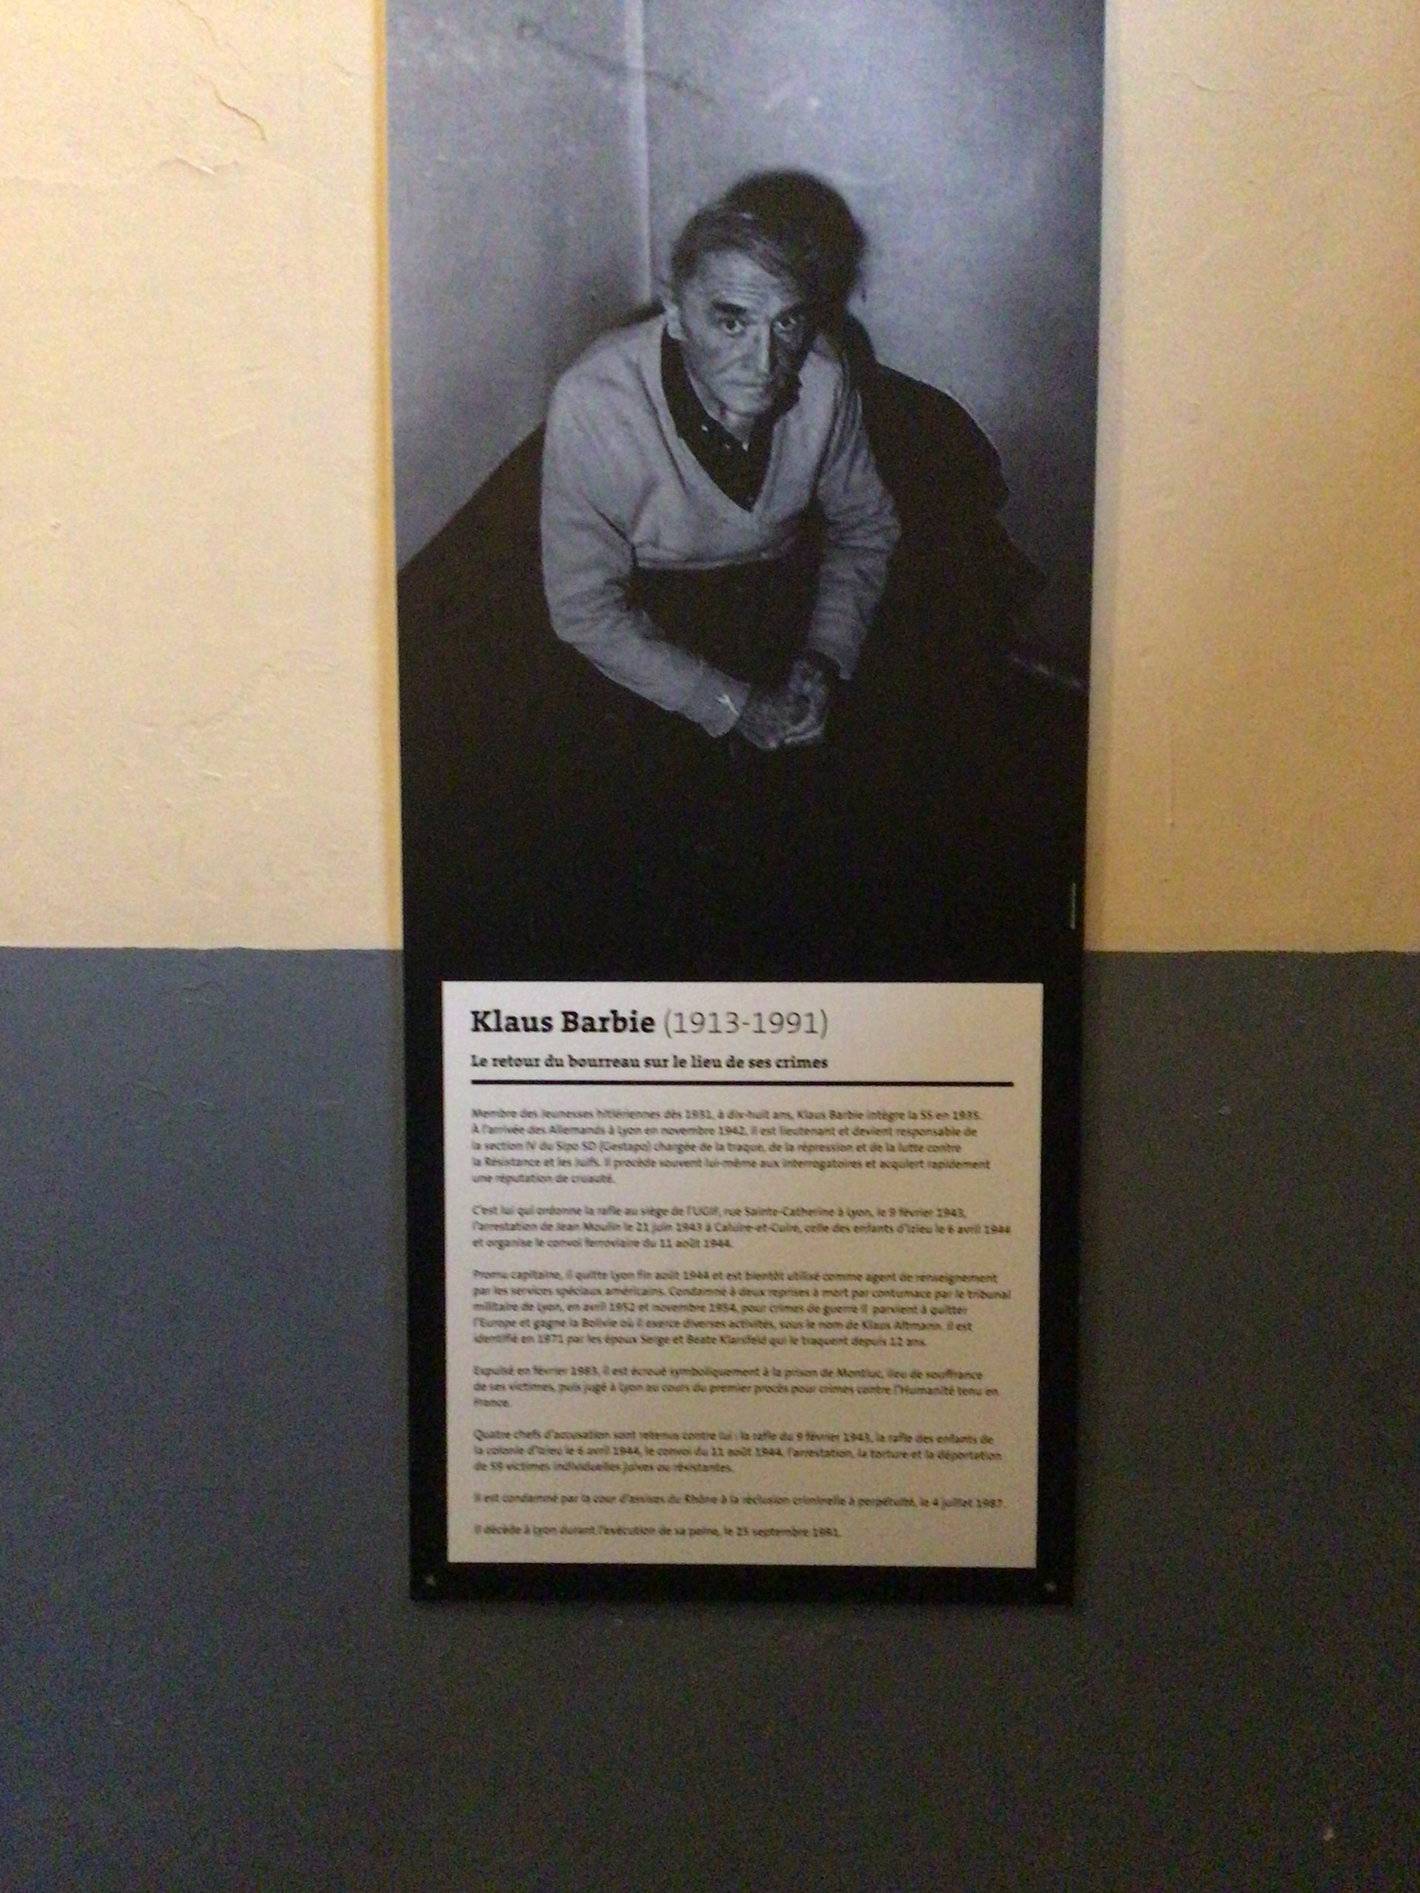 Klaus Barbie (1913-1991)
Le retour du bourreau sur le lieu de ses crimes
Membre des Jeunesses hitlériennes dès 1931, à dix-huit ans, Klaus Barbie intègre la SS en 1935.
À l'arrivée des Allemands à Lyon en novembre 1942, il est lieutenant et devient responsable de
la section IV du Sipo SD (Gestapo) chargée de la traque, de la répression et de la lutte contre
la Résistance et les Juifs. Il procède souvent lui-même aux interrogatoires et acquiert rapidement
une réputation de cruauté.
C'est lui qui ordonne la rafle au siège de l'UGIF, rue Sainte-Catherine à Lyon, le 9 février 1943,
l'arrestation de Jean Moulin le 21 juin 1943 à Caluire-et-Cuire, celle des enfants d'Izieu le 6 avril 1944
et organise le convoi ferroviaire du 11 août 1944.
Promu capitaine, il quitte Lyon fin août 1944 et est bientôt utilisé comme agent de renseignement
par les services spéciaux américains. Condamné à deux reprises à mort par contumace par le tribunal
militaire de Lyon, en avril 1952 et novembre 1954, pour crimes de guerre il parvient à quitter
l'Europe et gagne la Bolivie où il exerce diverses activités, sous le nom de Klaus Altmann. Il est
identifié en 1971 par les époux Serge et Beate Klarsfeld qui le traquent depuis 12 ans.
Expulsé en février 1983, il est écroué symboliquement à la prison de Montluc, lieu de souffrance
de ses victimes, puis jugé à Lyon au cours du premier procès pour crimes contre l'Humanité tenu en
France.
Quatre chefs d'accusation sont retenus contre lui : la rafle du 9 février 1943, la rafle des enfants de
la colonie d'Izieu le 6 avril 1944, le convoi du 11 août 1944, l'arrestation, la torture et la déportation
de 59 victimes individuelles juives ou résistantes.
Il est condamné par la cour d'assises du Rhône à la réclusion criminelle à perpétuité, le 4 juillet 1987.
Il décède à Lyon durant l'exécution de sa peine, le 25 septembre 1991.